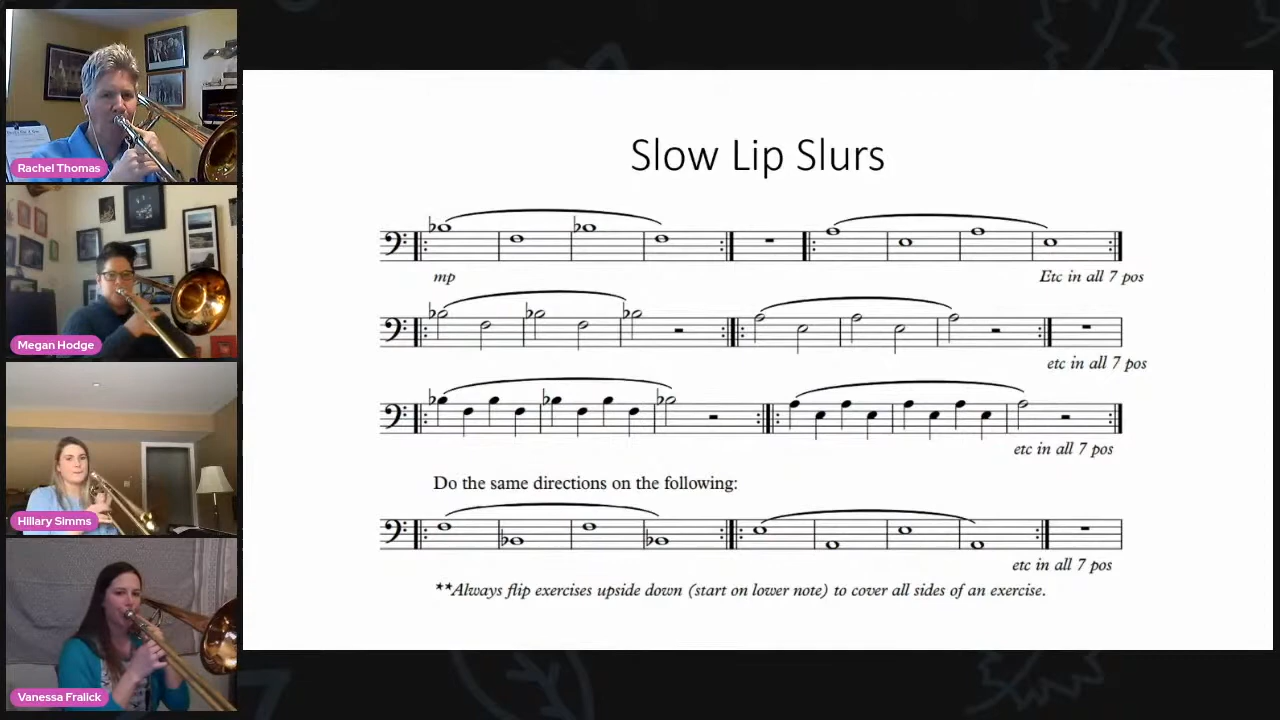 Rachel Thomas
Megan Hodge
Hillary Simms
Vanessa Fralick
Slow Lip Slurs
mp
Etc in all 7 pos
etc in all 7 pos
etc in all 7 pos
Do the same directions on the following:
etc in all 7 pos
**Always flip exercises upside down (start on lower note) to cover all sides of an exercise.